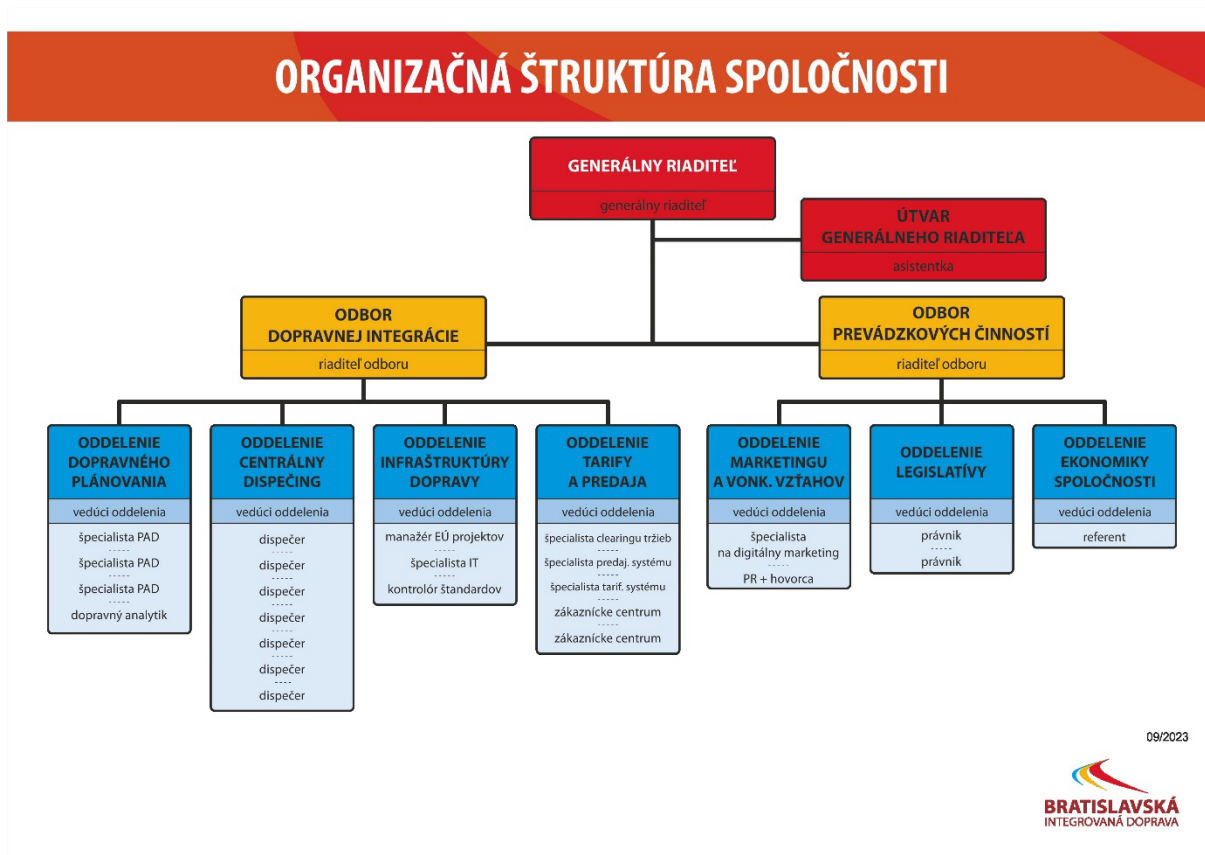 ORGANIZAČNÁ ŠTRUKTÚRA SPOLOČNOSTI
GENERÁLNY RIADITEĽ
generálny riaditeľ
ÚTVAR
GENERÁLNEHO RIADITEĽA
asistentka
ODBOR
DOPRAVNEJ INTEGRÁCIE
riaditeľ odboru
ODBOR
PREVÁDZKOVÝCH ČINNOSTÍ
riaditeľ odboru
ODDELENIE
DOPRAVNÉHO
PLÁNOVANIA
vedúci oddelenia
špecialista PAD
-----
špecialista PAD
-----
špecialista PAD
-----
dopravný analytik
ODDELENIE
CENTRÁLNY
DISPEČING
vedúci oddelenia
dispečer
-----
dispečer
-----
dispečer
-----
dispečer
-----
dispečer
-----
dispečer
----
dispečer
ODDELENIE
INFRAŠTRUKTÚRY
DOPRAVY
vedúci oddelenia
manažér EÚ projektov
-----
špecialista IT
-----
kontrolór štandardov
ODDELENIE
TARIFY
A PREDAJA
vedúci oddelenia
špecialista clearingu tržieb
-----
špecialista predaj. systému
-----
špecialista tarif. systému
-----
zákaznícke centrum
-----
zákaznícke centrum
ODDELENIE
MARKETINGU
A VONK. VZŤAHOV
vedúci oddelenia
špecialista
na digitálny marketing
-----
PR + hovorca
ODDELENIE
LEGISLATÍVY
vedúci oddelenia
právnik
-----
právnik
ODDELENIE
EKONOMIKY
SPOLOČNOSTI
vedúci oddelenia
referent
09/2023
BRATISLAVSKÁ
INTEGROVANÁ DOPRAVA